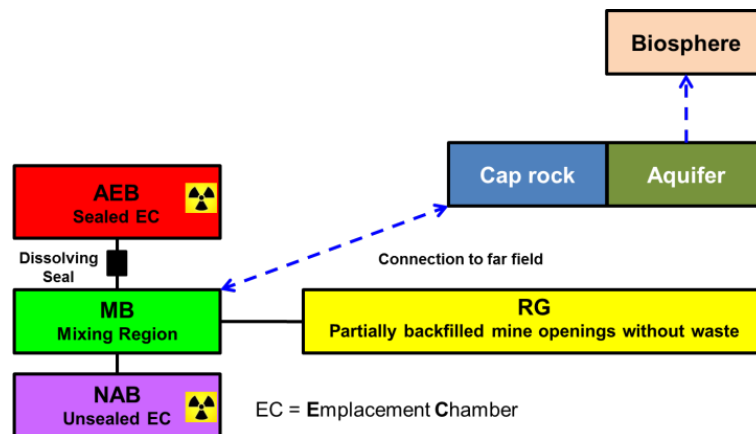 Biosphere
Cap rock
Aquifer
AEB
Sealed EC
Dissolving
Seal
Connection to far field
MB
Mixing Region
RG
Partially backfilled mine openings without waste
NAB
Unsealed EC
EC = Emplacement Chamber